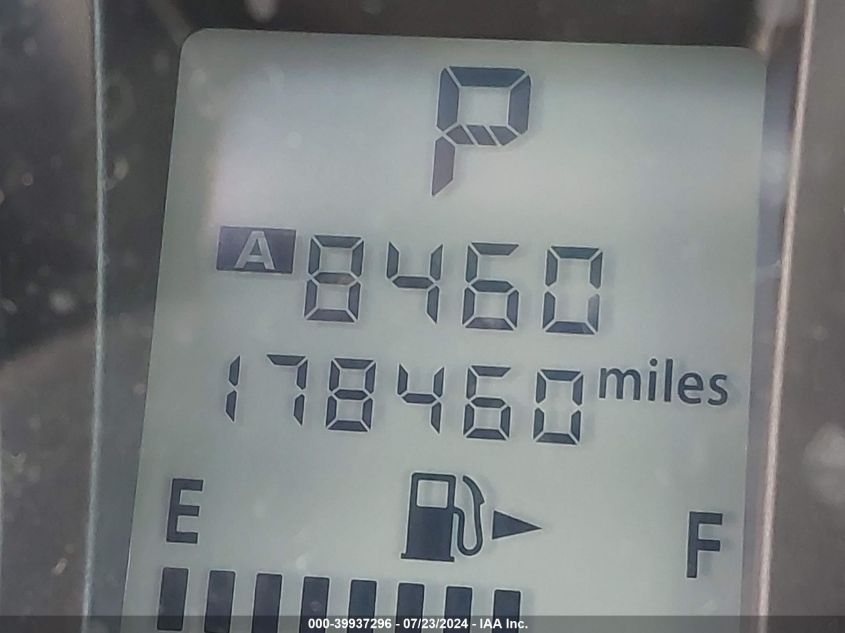 P
A 8460
178460 miles
E F
000-39937296 - 07/23/2024 - IAA Inc.